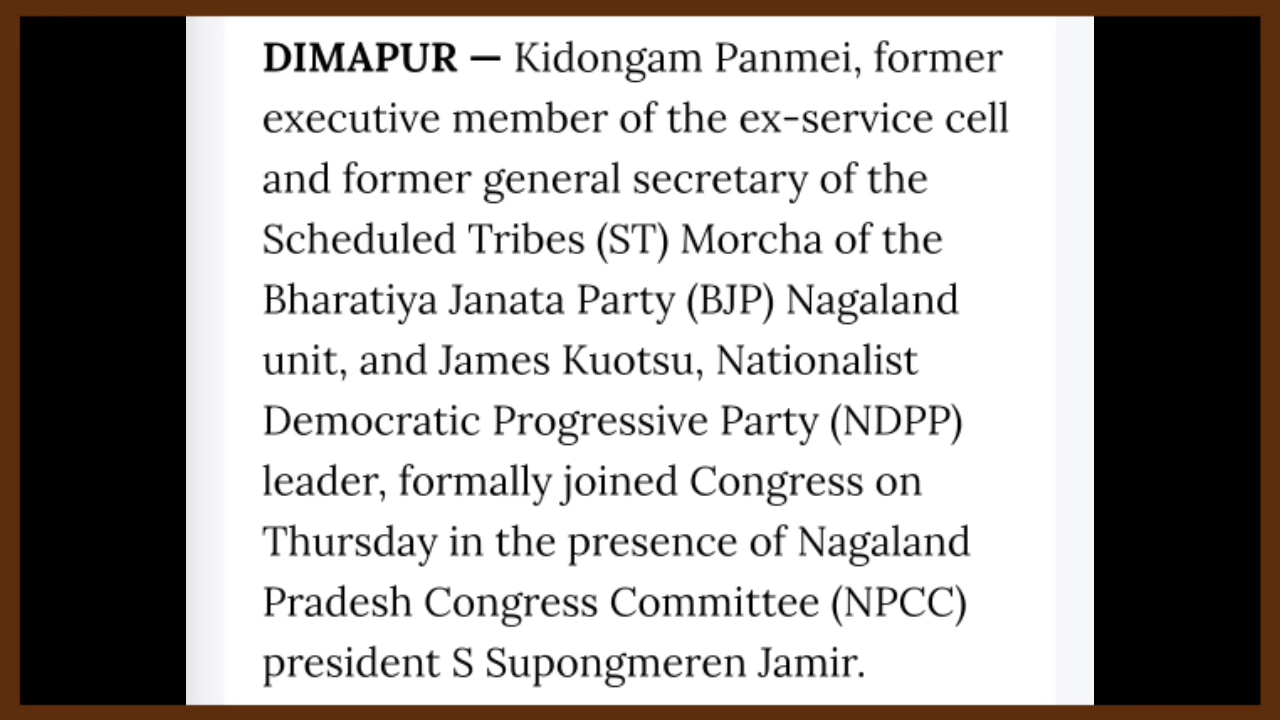 DIMAPUR — Kidongam Panmei, former
executive member of the ex-service cell
and former general secretary of the
Scheduled Tribes (ST) Morcha of the
Bharatiya Janata Party (BJP) Nagaland
unit, and James Kuotsu, Nationalist
Democratic Progressive Party (NDPP)
leader, formally joined Congress on
Thursday in the presence of Nagaland
Pradesh Congress Committee (NPCC)
president S Supongmeren Jamir.